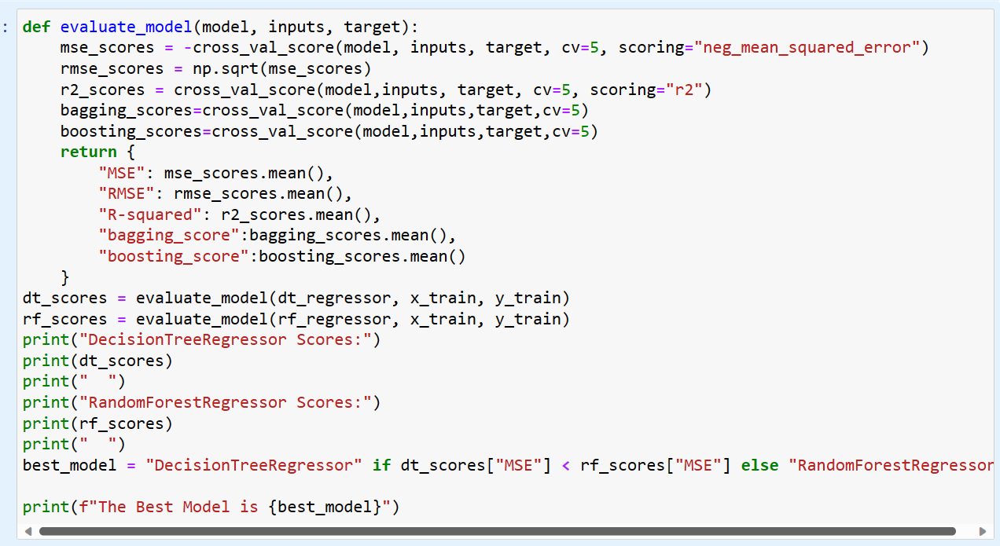 :
def evaluate_model(model, inputs, target):
    mse_scores = -cross_val_score(model, inputs, target, cv=5, scoring="neg_mean_squared_error")
    rmse_scores = np.sqrt(mse_scores)
    r2_scores = cross_val_score(model,inputs, target, cv=5, scoring="r2")
    bagging_scores=cross_val_score(model,inputs,target,cv=5)
    boosting_scores=cross_val_score(model,inputs,target,cv=5)
    return {
        "MSE": mse_scores.mean(),
        "RMSE": rmse_scores.mean(),
        "R-squared": r2_scores.mean(),
        "bagging_score":bagging_scores.mean(),
        "boosting_score":boosting_scores.mean()
    }
dt_scores = evaluate_model(dt_regressor, x_train, y_train)
rf_scores = evaluate_model(rf_regressor, x_train, y_train)
print("DecisionTreeRegressor Scores:")
print(dt_scores)
print("  ")
print("RandomForestRegressor Scores:")
print(rf_scores)
print("  ")
best_model = "DecisionTreeRegressor" if dt_scores["MSE"] < rf_scores["MSE"] else "RandomForestRegressor
print(f"The Best Model is {best_model}")